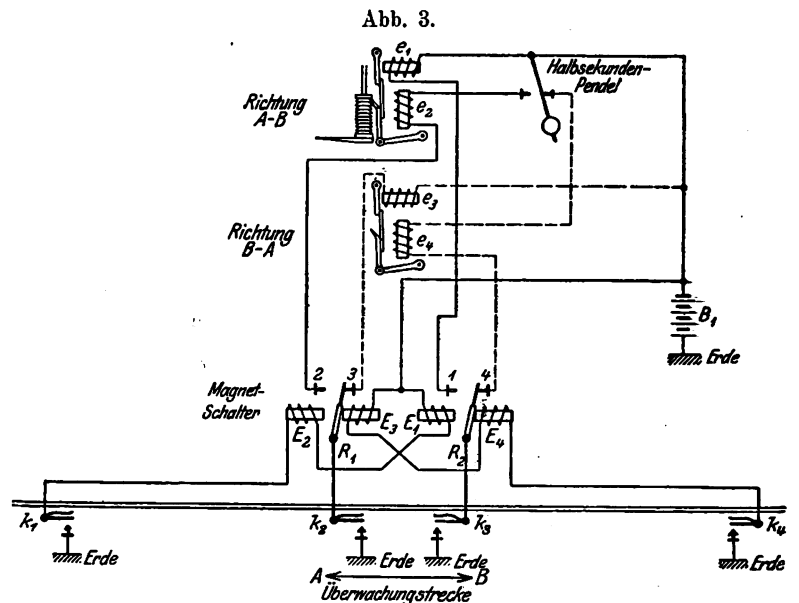 Abb. 3.
e1
Halbsekunden-
Pendel
Richtung
A-B
e2
e3
Richtung
B-A
e4
B1
Erde
2 3 1 4
Magnet-
Schalter
E2 E3 E1 E4
R1 R2
k1 k2 k3 k4
Erde Erde Erde Erde
A B
Überwachungstrecke